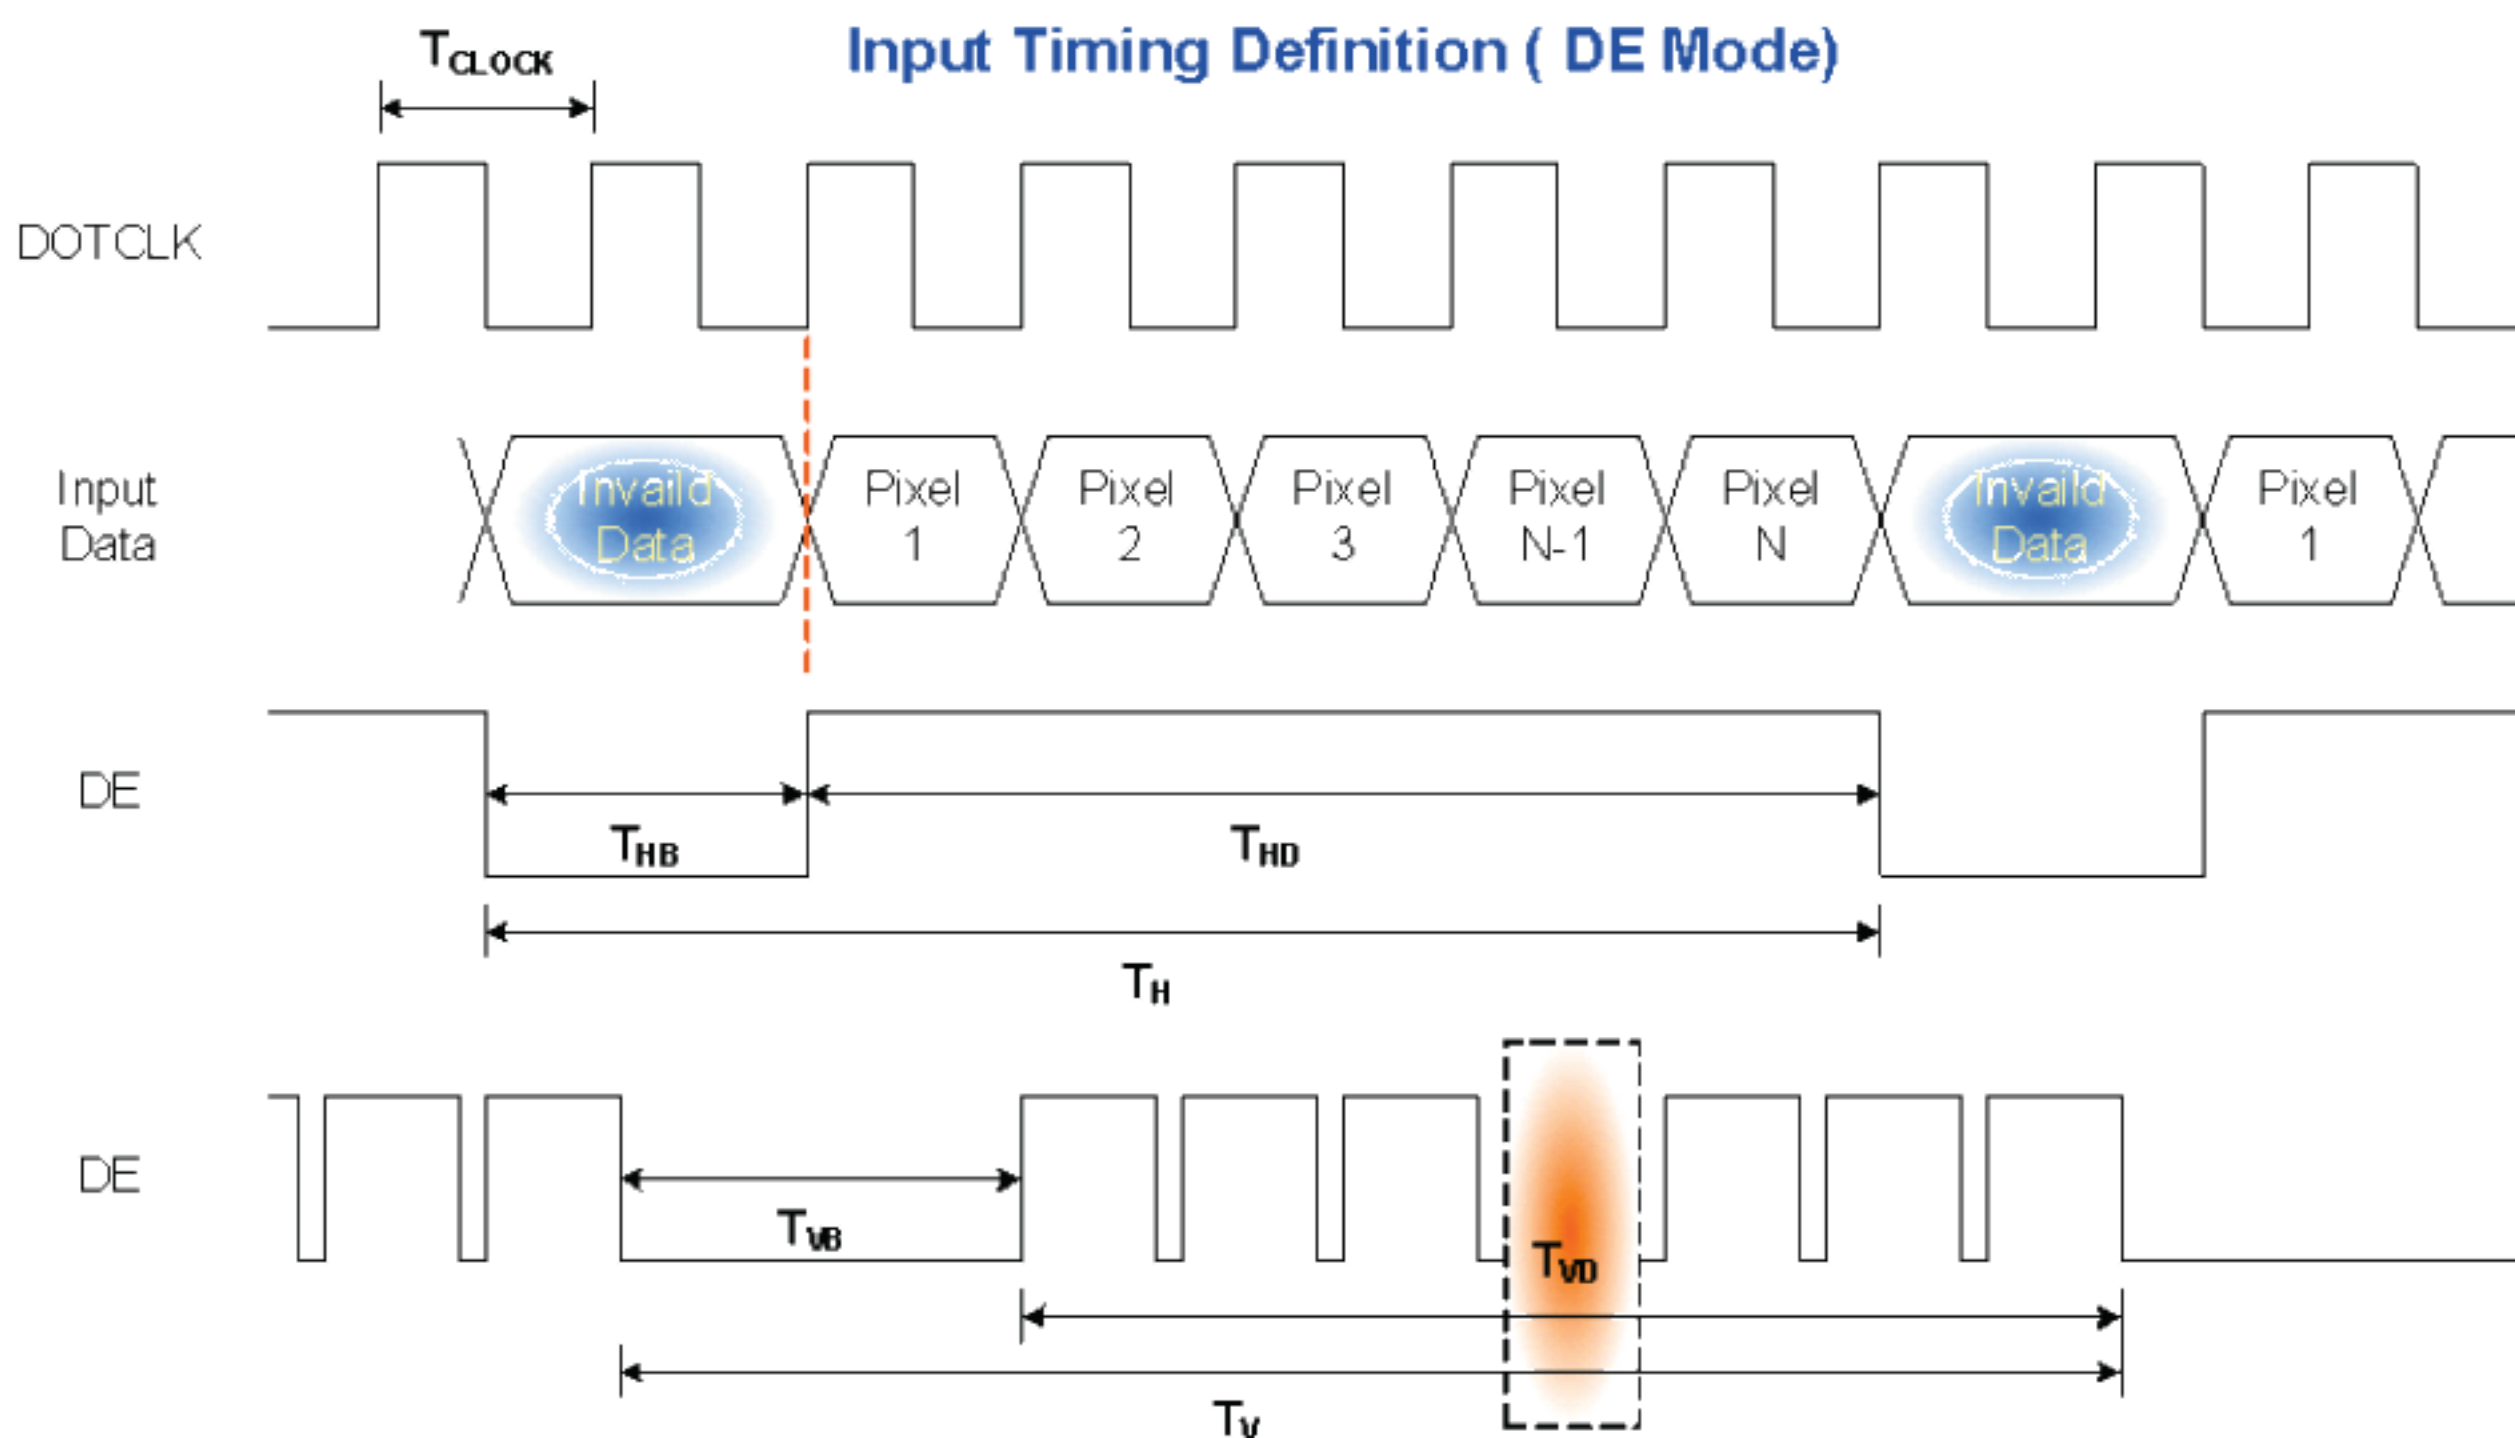 Input Timing Definition ( DE Mode)
TCLOCK
DOTCLK
Input
Data
Invaild
Data
Pixel
1
Pixel
2
Pixel
3
Pixel
N-1
Pixel
N
Invaild
Data
Pixel
1
DE
THB
THD
TH
DE
TVB
TVD
TV